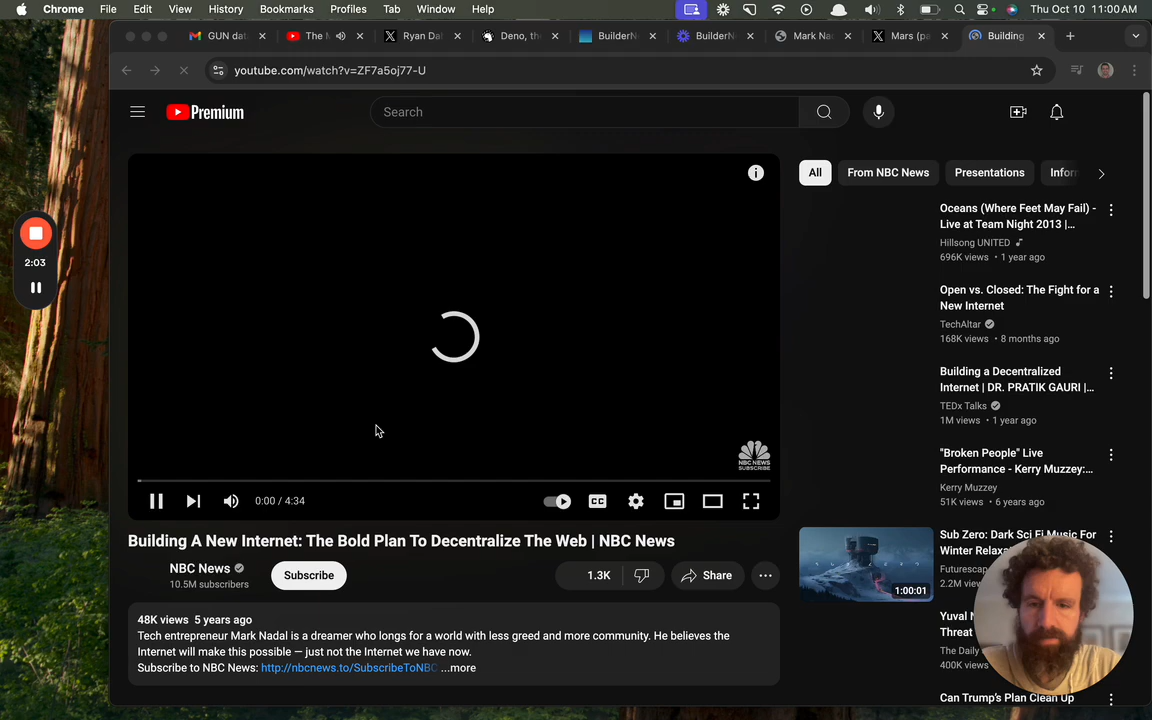 Chrome File Edit View History Bookmarks Profiles Tab Window Help Thu Oct 10 11:00 AM
GUN dat The M Ryan Dal Deno, the BuilderN BuilderN Mark Nad Mars (pa Building
youtube.com/watch?v=ZF7a5oj77-U
Premium
Search
2:03
All From NBC News Presentations Infor
Oceans (Where Feet May Fail) -
Live at Team Night 2013 |...
Hillsong UNITED
696K views • 1 year ago
Open vs. Closed: The Fight for a
New Internet
TechAltar
168K views • 8 months ago
Building a Decentralized
Internet | DR. PRATIK GAURI |...
TEDx Talks
1M views • 1 year ago
"Broken People" Live
Performance - Kerry Muzzey:...
Kerry Muzzey
51K views • 6 years ago
Sub Zero: Dark Sci Fi Music For
Winter Relaxa
Futurescap
2.2M vie
1:00:01
Yuval N
Threat
The Daily
400K views
Can Trump's Plan Clean Up
NBC NEWS
SUBSCRIBE
0:00 / 4:34
CC
Building A New Internet: The Bold Plan To Decentralize The Web | NBC News
NBC News
10.5M subscribers
Subscribe
1.3K
Share
48K views 5 years ago
Tech entrepreneur Mark Nadal is a dreamer who longs for a world with less greed and more community. He believes the
Internet will make this possible — just not the Internet we have now.
Subscribe to NBC News: http://nbcnews.to/SubscribeToNBC ...more